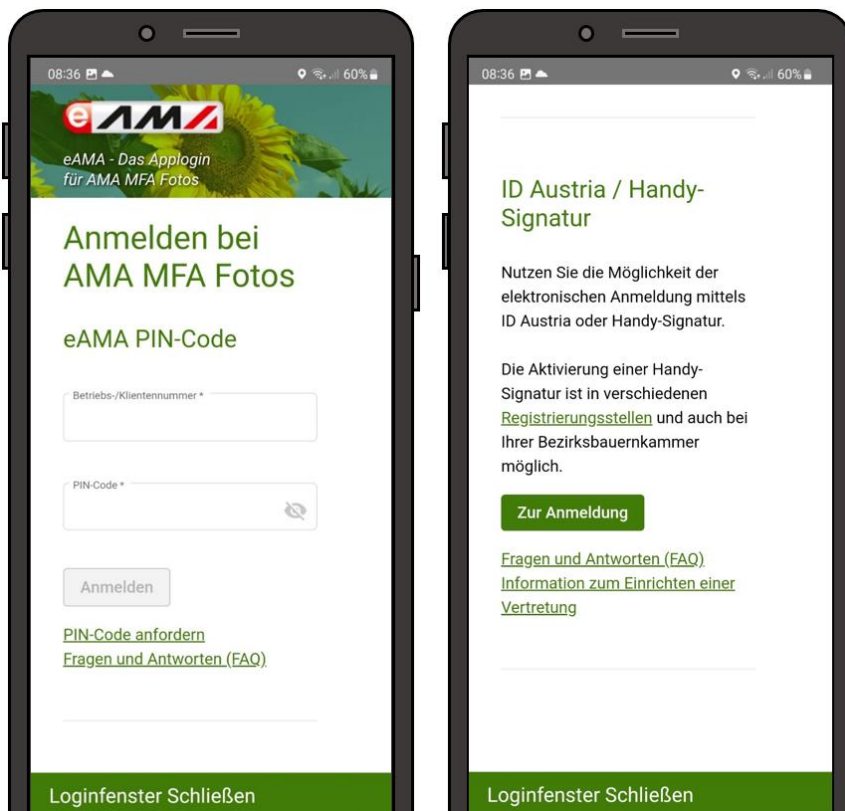 08:36
60%
eAMA
eAMA - Das Applogin
für AMA MFA Fotos
Anmelden bei
AMA MFA Fotos
eAMA PIN-Code
Betriebs-/Klientennummer *
PIN-Code *
Anmelden
PIN-Code anfordern
Fragen und Antworten (FAQ)
Loginfenster Schließen
08:36
60%
ID Austria / Handy-
Signatur
Nutzen Sie die Möglichkeit der
elektronischen Anmeldung mittels
ID Austria oder Handy-Signatur.
Die Aktivierung einer Handy-
Signatur ist in verschiedenen
Registrierungsstellen und auch bei
Ihrer Bezirksbauernkammer
möglich.
Zur Anmeldung
Fragen und Antworten (FAQ)
Information zum Einrichten einer
Vertretung
Loginfenster Schließen